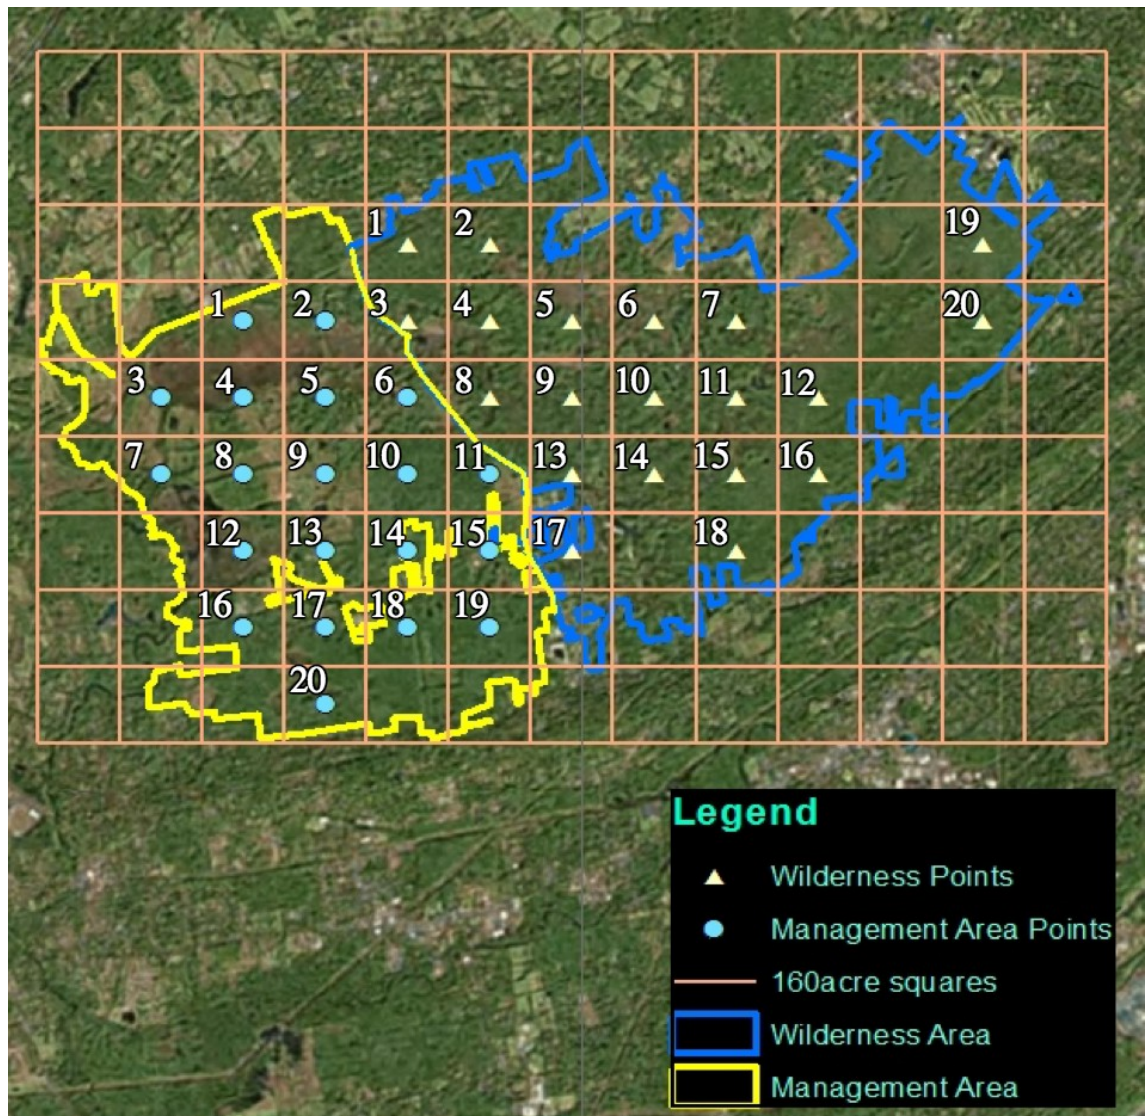 1 2 19
1 2 3 4 5 6 7 20
3 4 5 6 8 9 10 11 12
7 8 9 10 11 13 14 15 16
12 13 14 15 17 18
16 17 18 19
20
Legend
Wilderness Points
Management Area Points
160acre squares
Wilderness Area
Management Area